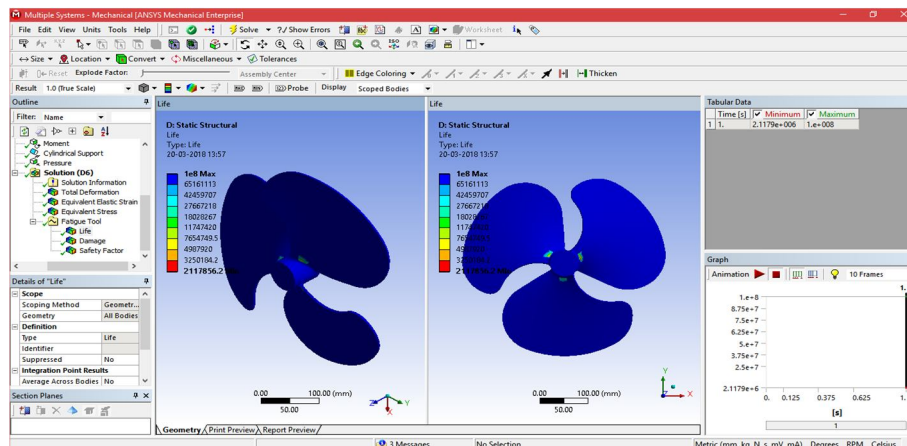 Multiple Systems - Mechanical [ANSYS Mechanical Enterprise]
File Edit View Units Tools Help Solve ?/ Show Errors Worksheet
Size Location Convert Miscellaneous Tolerances
Reset Explode Factor: Assembly Center Edge Coloring Thicken
Result 1.0 (True Scale) Probe Display Scoped Bodies
Outline
Filter: Name
Moment
Cylindrical Support
Pressure
Solution (D6)
Solution Information
Total Deformation
Equivalent Elastic Strain
Equivalent Stress
Fatigue Tool
Life
Damage
Safety Factor
Details of "Life"
Scope
Scoping Method Geometr...
Geometry All Bodies
Definition
Type Life
Identifier
Suppressed No
Integration Point Results
Average Across Bodies No
Section Planes
Life
D: Static Structural
Life
Type: Life
20-03-2018 13:57
1e8 Max
65161113
42459707
27667218
18028267
11747420
7654749.5
4987920
3250184.2
2117856.2
0.00 100.00 (mm)
50.00
Z Y X
Life
D: Static Structural
Life
Type: Life
20-03-2018 13:57
1e8 Max
65161113
42459707
27667218
11747420
4987920
3250184.2
0.00 100.00 (mm)
50.00
Y
X
Geometry Print Preview Report Preview
Tabular Data
Time [s] Minimum Maximum
1 1. 2.1179e+006 1.e+008
Graph
Animation 10 Frames
1.
1.e+8
8.75e+7
7.5e+7
6.25e+7
5.e+7
3.75e+7
2.5e+7
2.1179e+6
0. 0.125 0.375 0.625 1.
[s]
1
3 Messages No Selection Metric (mm, kg, N, s, mV, mA) Degrees RPM Celsius